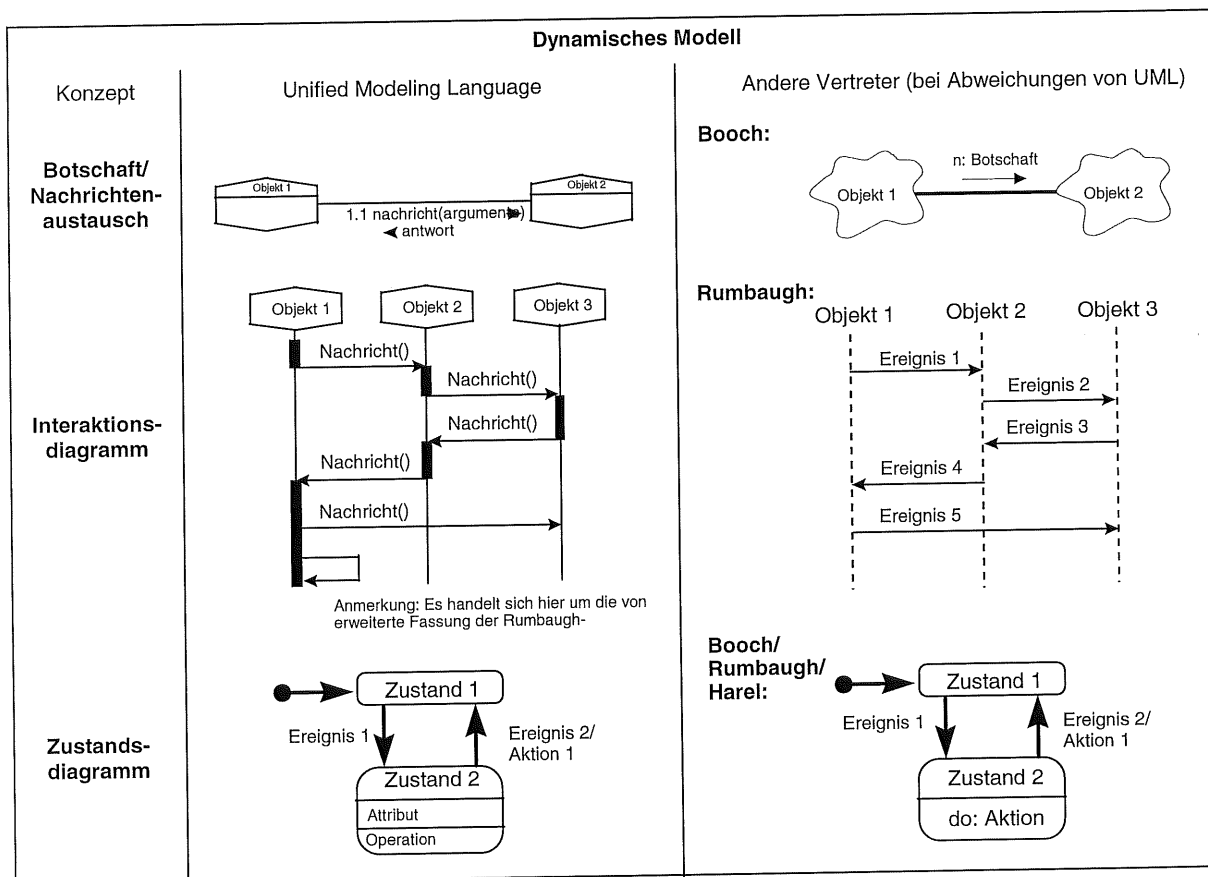 Dynamisches Modell
Konzept
Unified Modeling Language
Andere Vertreter (bei Abweichungen von UML)
Botschaft/
Nachrichten-
austausch
Objekt 1
Objekt 2
1.1 nachricht(argumente)
antwort
Booch:
n: Botschaft
Objekt 1
Objekt 2
Interaktions-
diagramm
Objekt 1
Objekt 2
Objekt 3
Nachricht()
Nachricht()
Nachricht()
Nachricht()
Nachricht()
Anmerkung: Es handelt sich hier um die von
erweiterte Fassung der Rumbaugh-
Rumbaugh:
Objekt 1
Objekt 2
Objekt 3
Ereignis 1
Ereignis 2
Ereignis 3
Ereignis 4
Ereignis 5
Zustands-
diagramm
Zustand 1
Ereignis 1
Ereignis 2/
Aktion 1
Zustand 2
Attribut
Operation
Booch/
Rumbaugh/
Harel:
Zustand 1
Ereignis 1
Ereignis 2/
Aktion 1
Zustand 2
do: Aktion